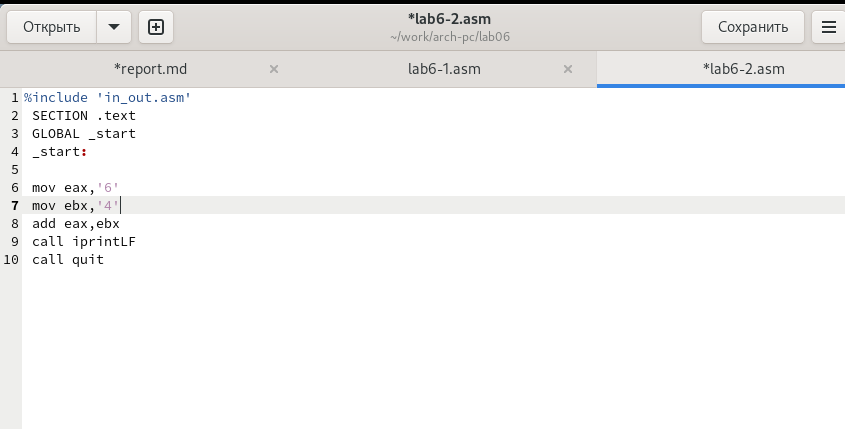 Открыть
*lab6-2.asm
~/work/arch-pc/lab06
Сохранить
*report.md
lab6-1.asm
*lab6-2.asm
1 %include 'in_out.asm'
2 SECTION .text
3 GLOBAL _start
4 _start:
5
6 mov eax,'6'
7 mov ebx,'4'
8 add eax,ebx
9 call iprintLF
10 call quit